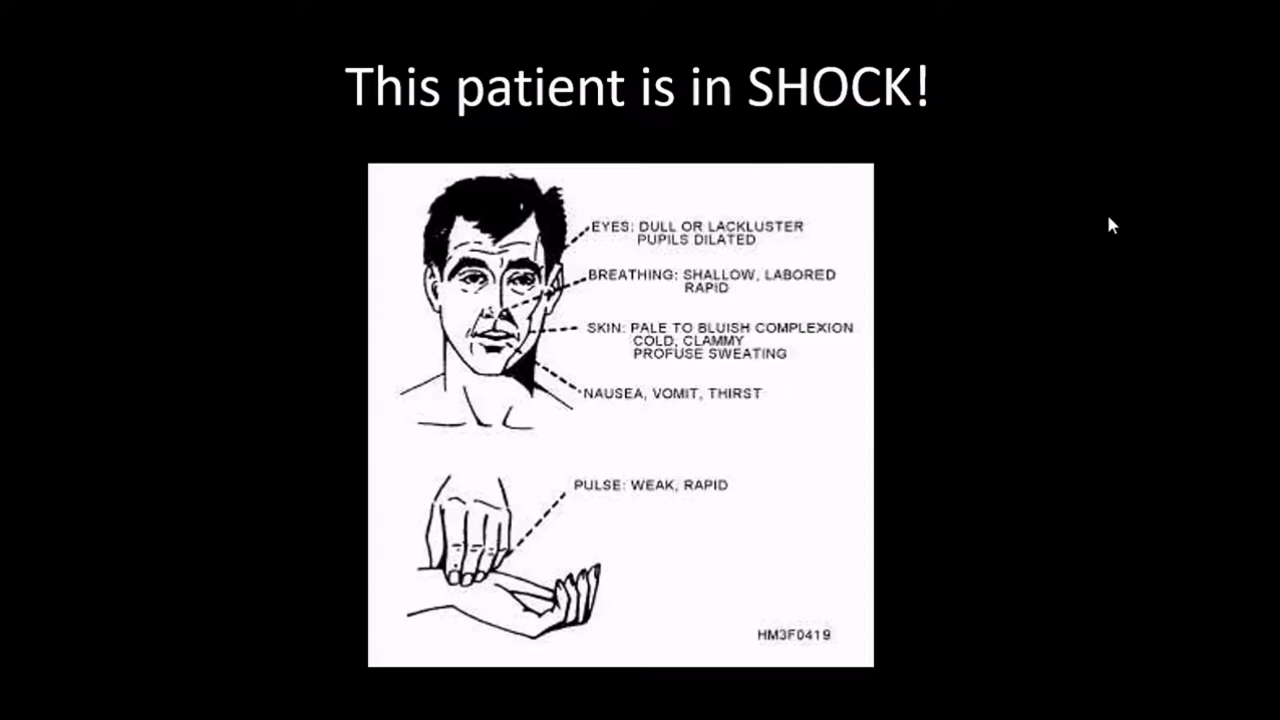 This patient is in SHOCK!
EYES: DULL OR LACKLUSTER
PUPILS DILATED
BREATHING: SHALLOW, LABORED
RAPID
SKIN: PALE TO BLUISH COMPLEXION
COLD, CLAMMY
PROFUSE SWEATING
NAUSEA, VOMIT, THIRST
PULSE: WEAK, RAPID
HM3F0419